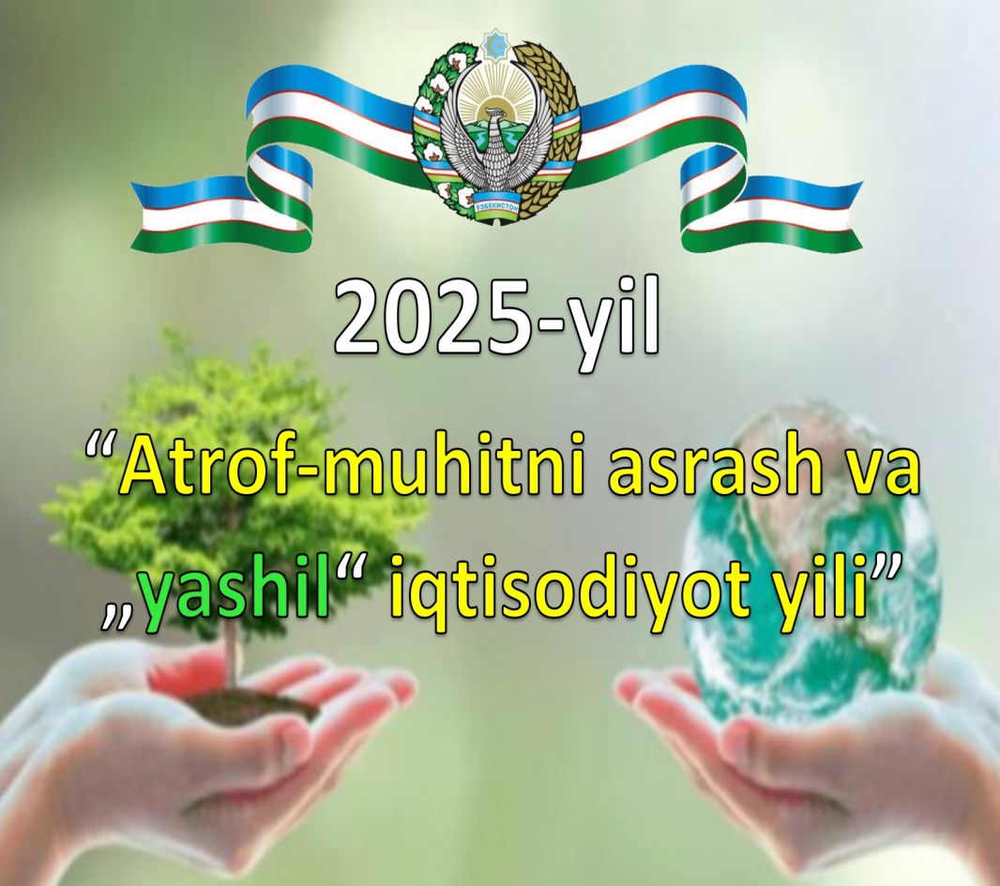 ЎЗБЕКИСТОН
2025-yil
“Atrof-muhitni asrash va
„yashil“ iqtisodiyot yili”